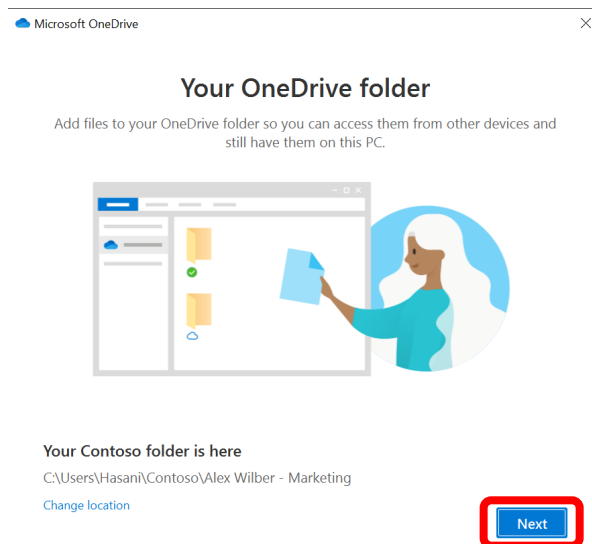 Microsoft OneDrive
Your OneDrive folder
Add files to your OneDrive folder so you can access them from other devices and
still have them on this PC.
Your Contoso folder is here
C:\Users\Hasani\Contoso\Alex Wilber - Marketing
Change location
Next